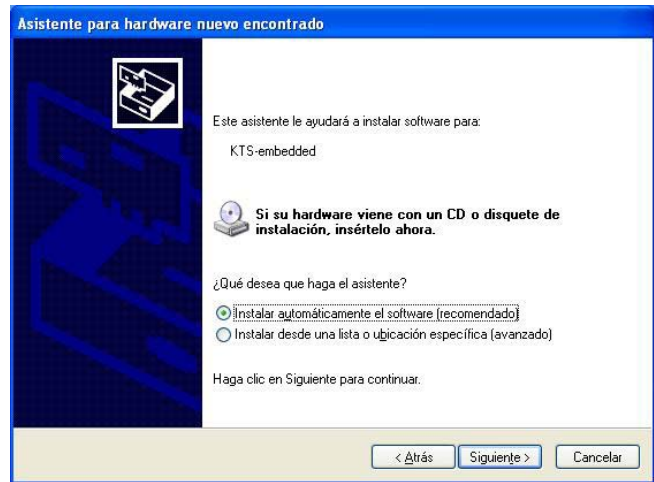 Asistente para hardware nuevo encontrado
Este asistente le ayudará a instalar software para:
KTS-embedded
Si su hardware viene con un CD o disquete de
instalación, insértelo ahora.
¿Qué desea que haga el asistente?
Instalar automáticamente el software (recomendado)
Instalar desde una lista o ubicación específica (avanzado)
Haga clic en Siguiente para continuar.
< Atrás Siguiente > Cancelar